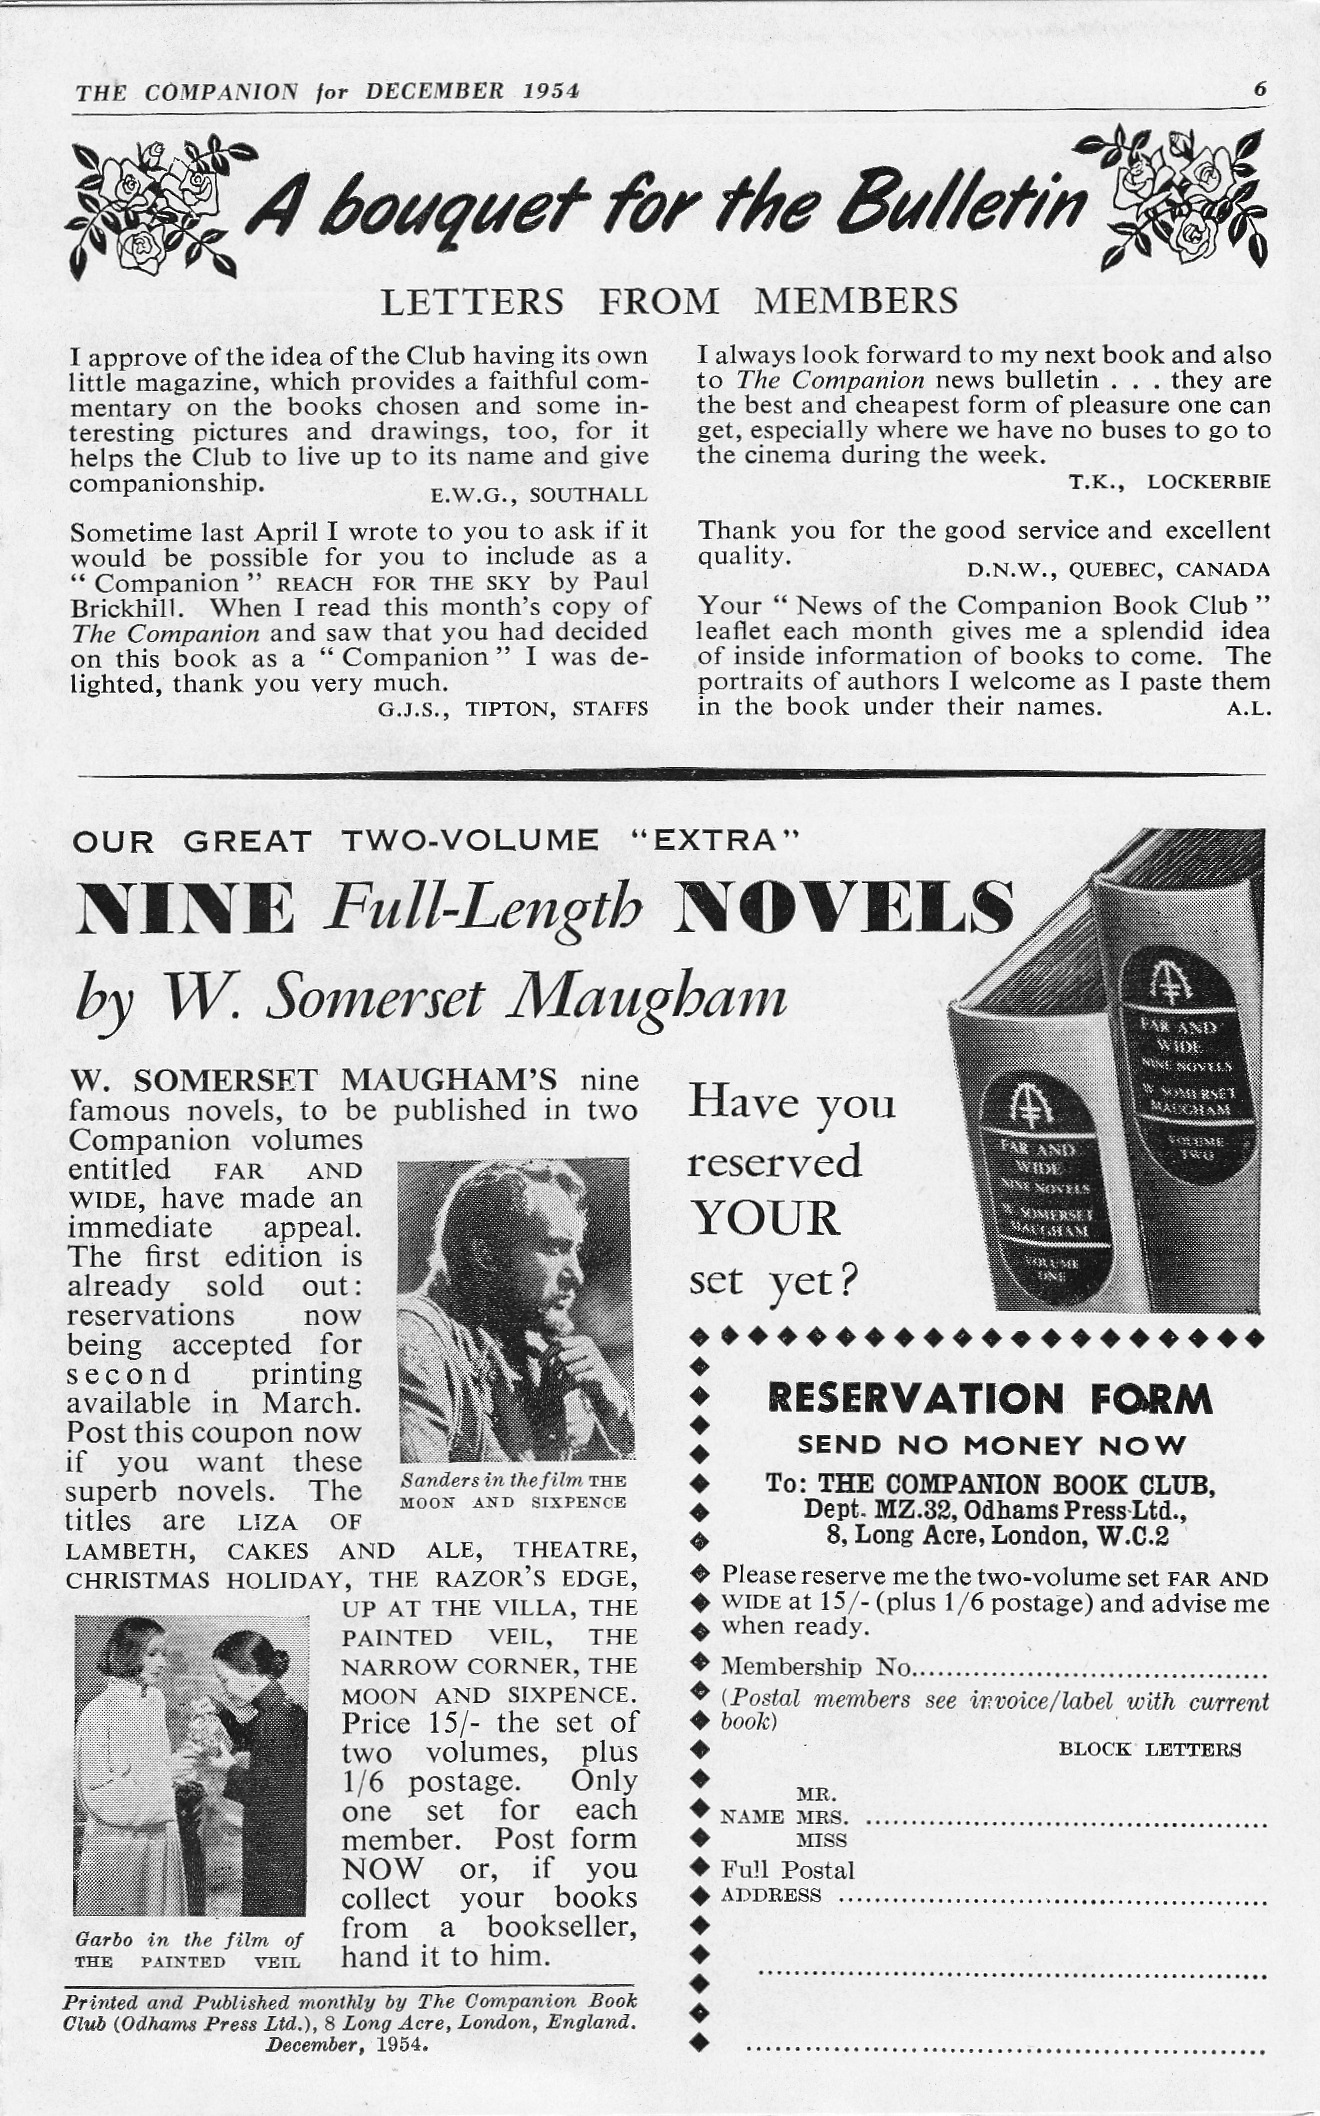 THE COMPANION for DECEMBER 1954
6
A bouquet for the Bulletin
LETTERS FROM MEMBERS
I approve of the idea of the Club having its own
little magazine, which provides a faithful com-
mentary on the books chosen and some in-
teresting pictures and drawings, too, for it
helps the Club to live up to its name and give
companionship.
E.W.G., SOUTHALL
Sometime last April I wrote to you to ask if it
would be possible for you to include as a
“ Companion ” REACH FOR THE SKY by Paul
Brickhill. When I read this month's copy of
The Companion and saw that you had decided
on this book as a “ Companion ” I was de-
lighted, thank you very much.
G.J.S., TIPTON, STAFFS
I always look forward to my next book and also
to The Companion news bulletin . . . they are
the best and cheapest form of pleasure one can
get, especially where we have no buses to go to
the cinema during the week.
T.K., LOCKERBIE
Thank you for the good service and excellent
quality.
D.N.W., QUEBEC, CANADA
Your “ News of the Companion Book Club ”
leaflet each month gives me a splendid idea
of inside information of books to come. The
portraits of authors I welcome as I paste them
in the book under their names. A.L.
OUR GREAT TWO-VOLUME “EXTRA”
NINE Full-Length NOVELS
by W. Somerset Maugham
W. SOMERSET MAUGHAM'S nine
famous novels, to be published in two
Companion volumes
entitled FAR AND
WIDE, have made an
immediate appeal.
The first edition is
already sold out:
reservations now
being accepted for
second printing
available in March.
Post this coupon now
if you want these
superb novels. The
titles are LIZA OF
LAMBETH, CAKES AND ALE, THEATRE,
CHRISTMAS HOLIDAY, THE RAZOR'S EDGE,
UP AT THE VILLA, THE
PAINTED VEIL, THE
NARROW CORNER, THE
MOON AND SIXPENCE.
Price 15/- the set of
two volumes, plus
1/6 postage. Only
one set for each
member. Post form
NOW or, if you
collect your books
from a bookseller,
hand it to him.
Sanders in the film THE
MOON AND SIXPENCE
Garbo in the film of
THE PAINTED VEIL
Printed and Published monthly by The Companion Book
Club (Odhams Press Ltd.), 8 Long Acre, London, England.
December, 1954.
Have you
reserved
YOUR
set yet?
FAR AND
WIDE
NINE NOVELS
W. SOMERSET
MAUGHAM
VOLUME
ONE
FAR AND
WIDE
NINE NOVELS
W. SOMERSET
MAUGHAM
VOLUME
TWO
RESERVATION FORM
SEND NO MONEY NOW
To: THE COMPANION BOOK CLUB,
Dept. MZ.32, Odhams Press Ltd.,
8, Long Acre, London, W.C.2
Please reserve me the two-volume set FAR AND
WIDE at 15/- (plus 1/6 postage) and advise me
when ready.
Membership No.
(Postal members see invoice/label with current
book)
BLOCK LETTERS
MR.
NAME MRS.
MISS
Full Postal
ADDRESS